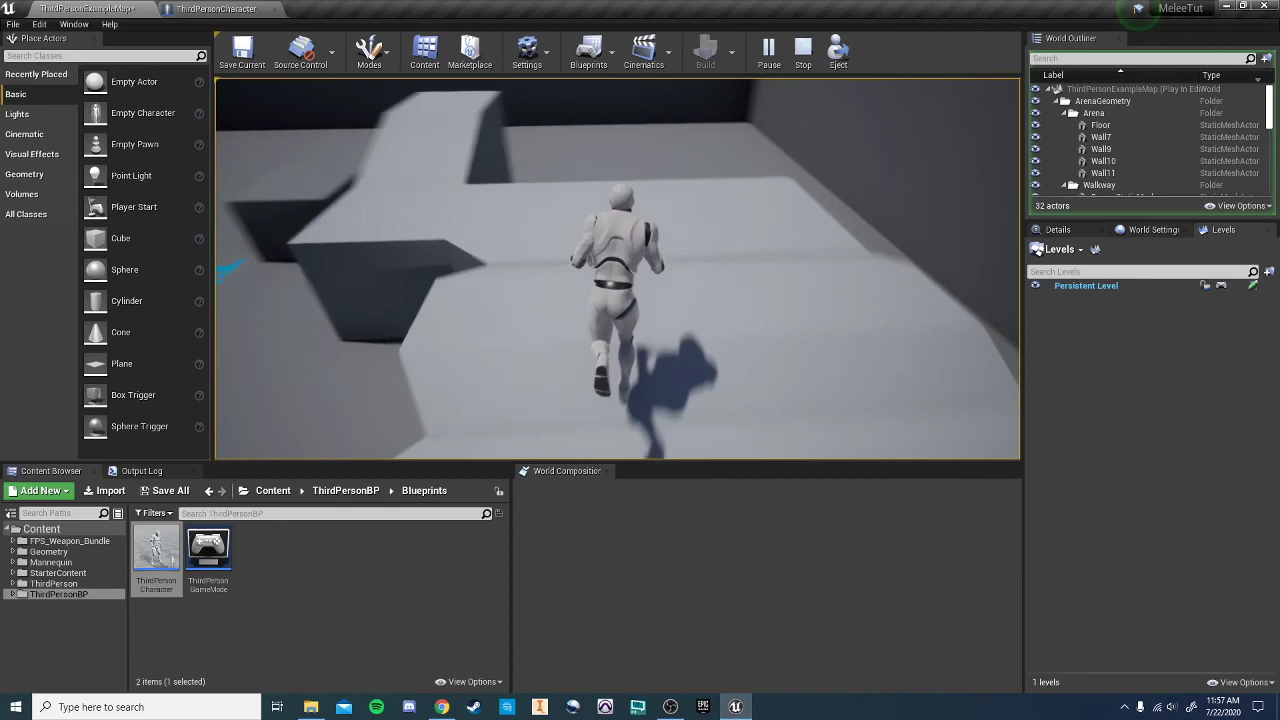 ThirdPersonExampleMap*
ThirdPersonCharacter
MeleeTut
File Edit Window Help
Place Actors
Search Classes
Recently Placed
Basic
Lights
Cinematic
Visual Effects
Geometry
Volumes
All Classes
Empty Actor
Empty Character
Empty Pawn
Point Light
Player Start
Cube
Sphere
Cylinder
Cone
Plane
Box Trigger
Sphere Trigger
Save Current
Source Control
Modes
Content
Marketplace
Settings
Blueprints
Cinematics
Build
Pause
Stop
Eject
World Outliner
Search...
Label Type
ThirdPersonExampleMap (Play In Edi World
ArenaGeometry Folder
Arena Folder
Floor StaticMeshActor
Wall7 StaticMeshActor
Wall9 StaticMeshActor
Wall10 StaticMeshActor
Wall11 StaticMeshActor
Walkway Folder
32 actors
View Options
Details
World Setting
Levels
Levels
Search Levels
Persistent Level
1 levels
View Options
Content Browser
Output Log
Add New
Import
Save All
Content
ThirdPersonBP
Blueprints
Search Paths
Filters
Search ThirdPersonBP
Content
FPS_Weapon_Bundle
Geometry
Mannequin
StarterContent
ThirdPerson
ThirdPersonBP
ThirdPerson
Character
ThirdPerson
GameMode
2 items (1 selected)
View Options
World Composition
Type here to search
11:57 AM
7/22/2020